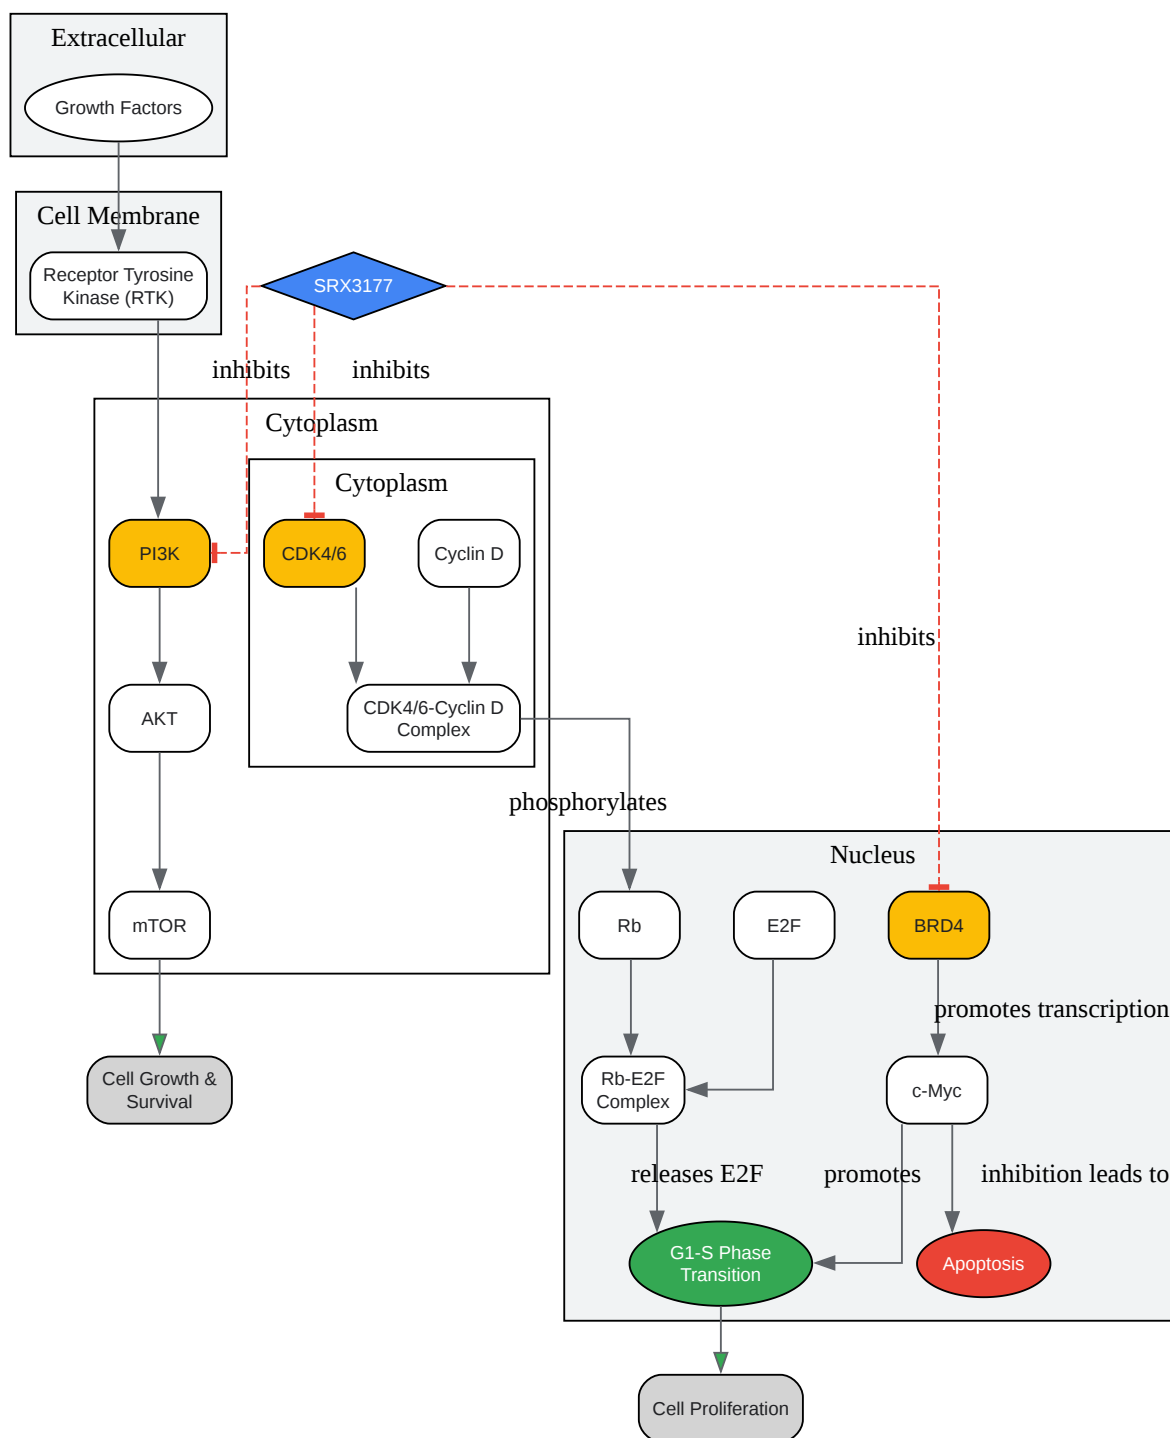 Extracellular
Growth Factors
Cell Membrane
Receptor Tyrosine
Kinase (RTK)
SRX3177
inhibits
inhibits
Cytoplasm
Cytoplasm
PI3K
CDK4/6
Cyclin D
inhibits
AKT
CDK4/6-Cyclin D
Complex
phosphorylates
Nucleus
mTOR
Rb
E2F
BRD4
promotes transcription
Cell Growth &
Survival
Rb-E2F
Complex
c-Myc
releases E2F
promotes
inhibition leads to
G1-S Phase
Transition
Apoptosis
Cell Proliferation